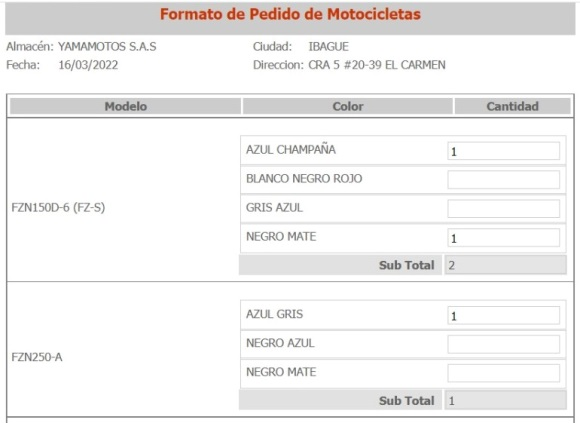 Formato de Pedido de Motocicletas
Almacén: YAMAMOTOS S.A.S Ciudad: IBAGUE
Fecha: 16/03/2022 Direccion: CRA 5 #20-39 EL CARMEN
Modelo Color Cantidad
AZUL CHAMPAÑA 1
BLANCO NEGRO ROJO
FZN150D-6 (FZ-S) GRIS AZUL
NEGRO MATE 1
Sub Total 2
AZUL GRIS 1
NEGRO AZUL
FZN250-A
NEGRO MATE
Sub Total 1